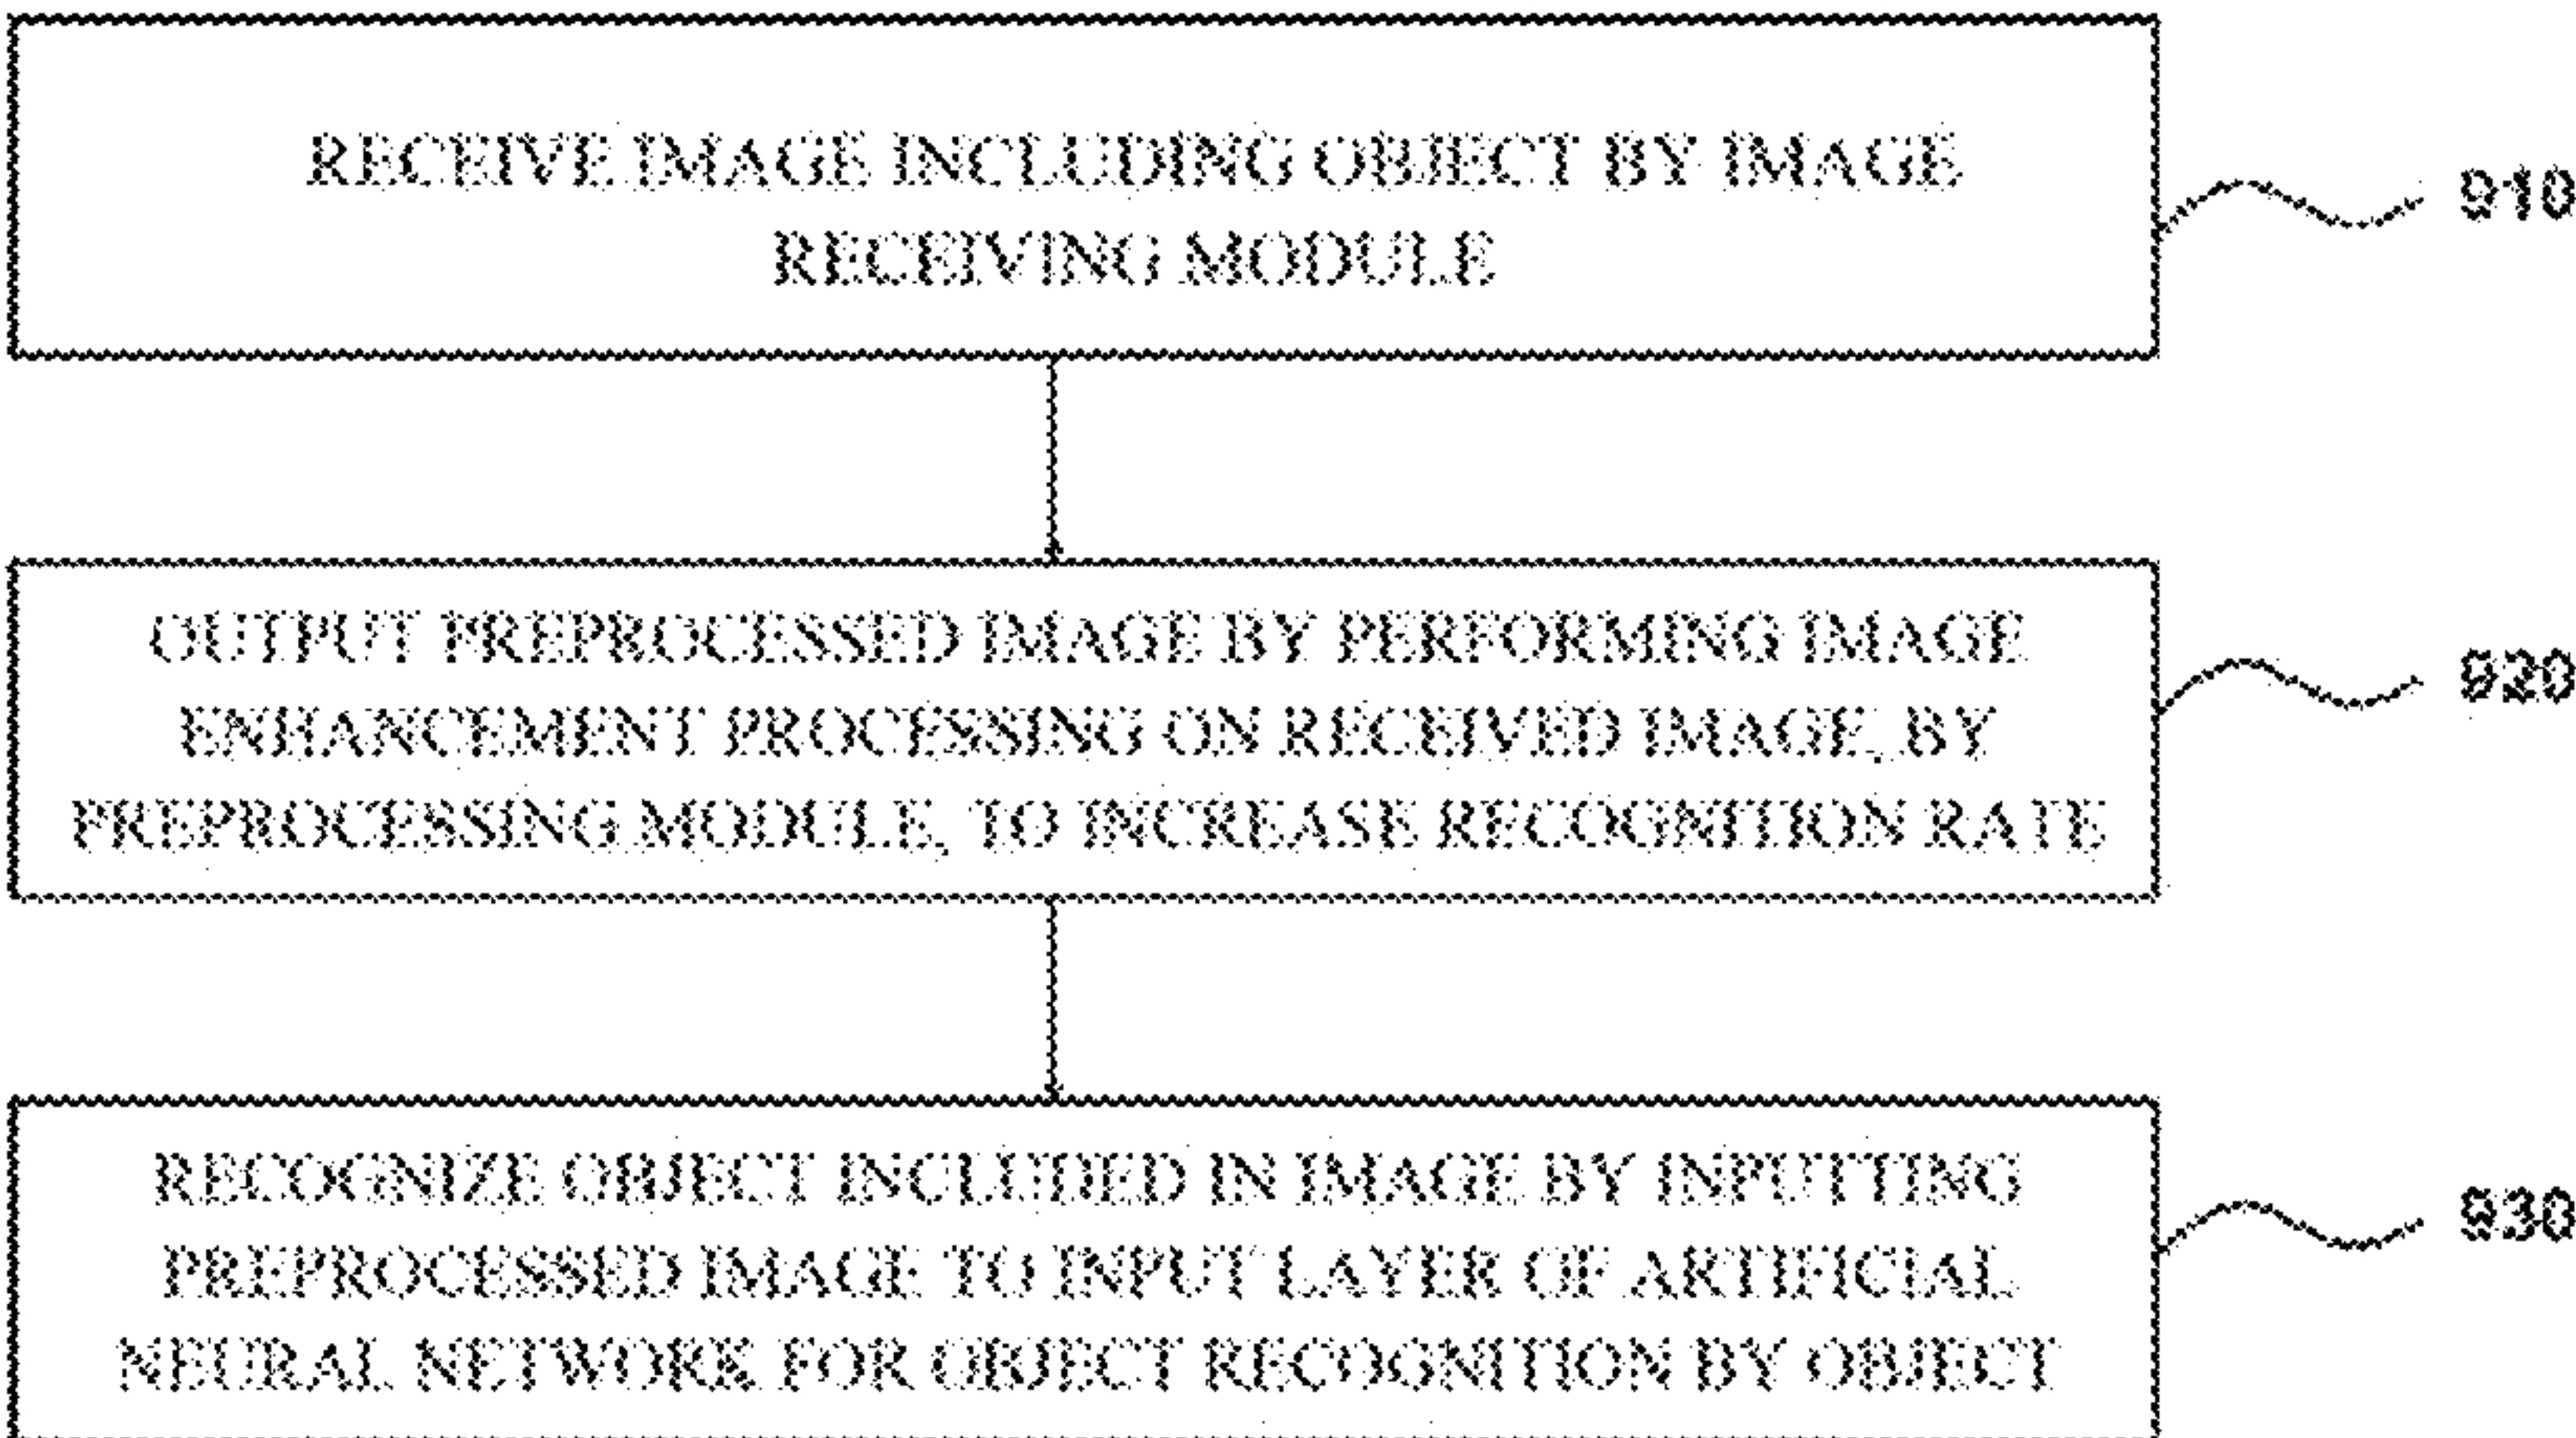 RECEIVE IMAGE INCLUDING OBJECT BY IMAGE
RECEIVING MODULE
910
OUTPUT PREPROCESSED IMAGE BY PERFORMING IMAGE
ENHANCEMENT PROCESSING ON RECEIVED IMAGE, BY
PREPROCESSING MODULE, TO INCREASE RECOGNITION RATE
920
RECOGNIZE OBJECT INCLUDED IN IMAGE BY INPUTTING
PREPROCESSED IMAGE TO INPUT LAYER OF ARTIFICIAL
NEURAL NETWORK FOR OBJECT RECOGNITION BY OBJECT
930